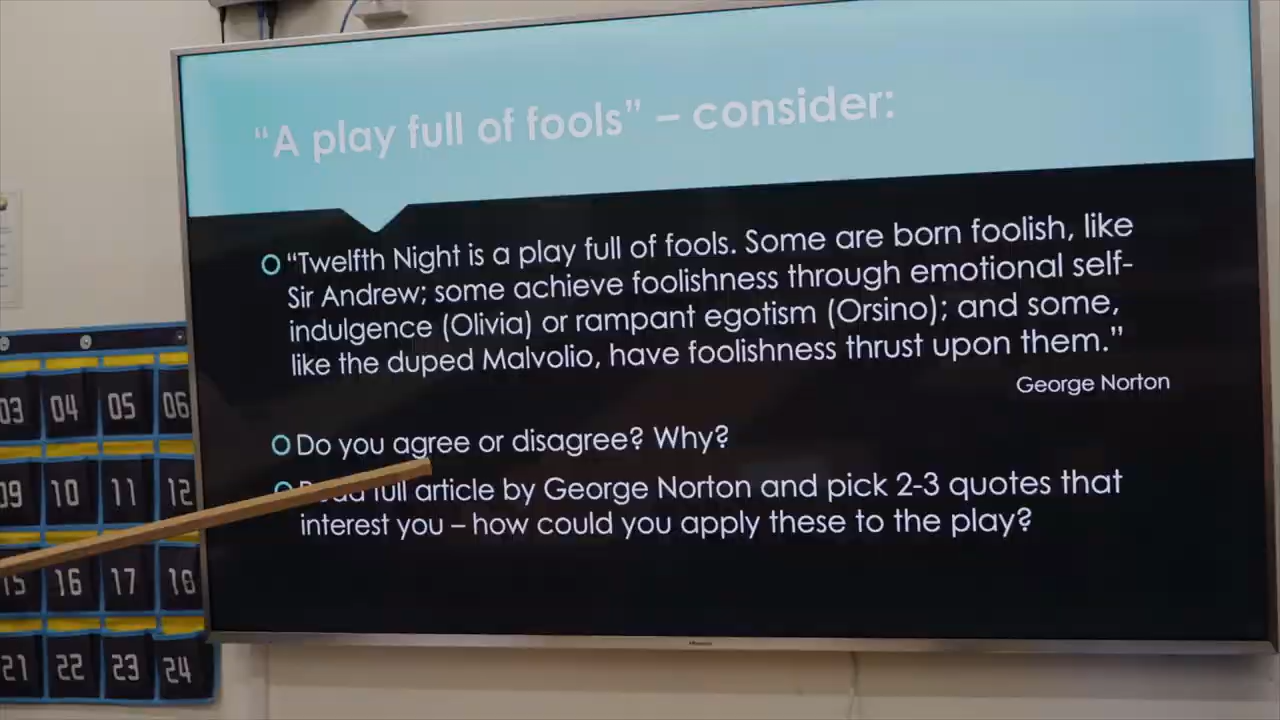 “A play full of fools” – consider:
“Twelfth Night is a play full of fools. Some are born foolish, like
Sir Andrew; some achieve foolishness through emotional self-
indulgence (Olivia) or rampant egotism (Orsino); and some,
like the duped Malvolio, have foolishness thrust upon them.”
George Norton
Do you agree or disagree? Why?
Read full article by George Norton and pick 2-3 quotes that
interest you – how could you apply these to the play?
03 04 05 06
09 10 11 12
15 16 17 18
21 22 23 24
Hisense